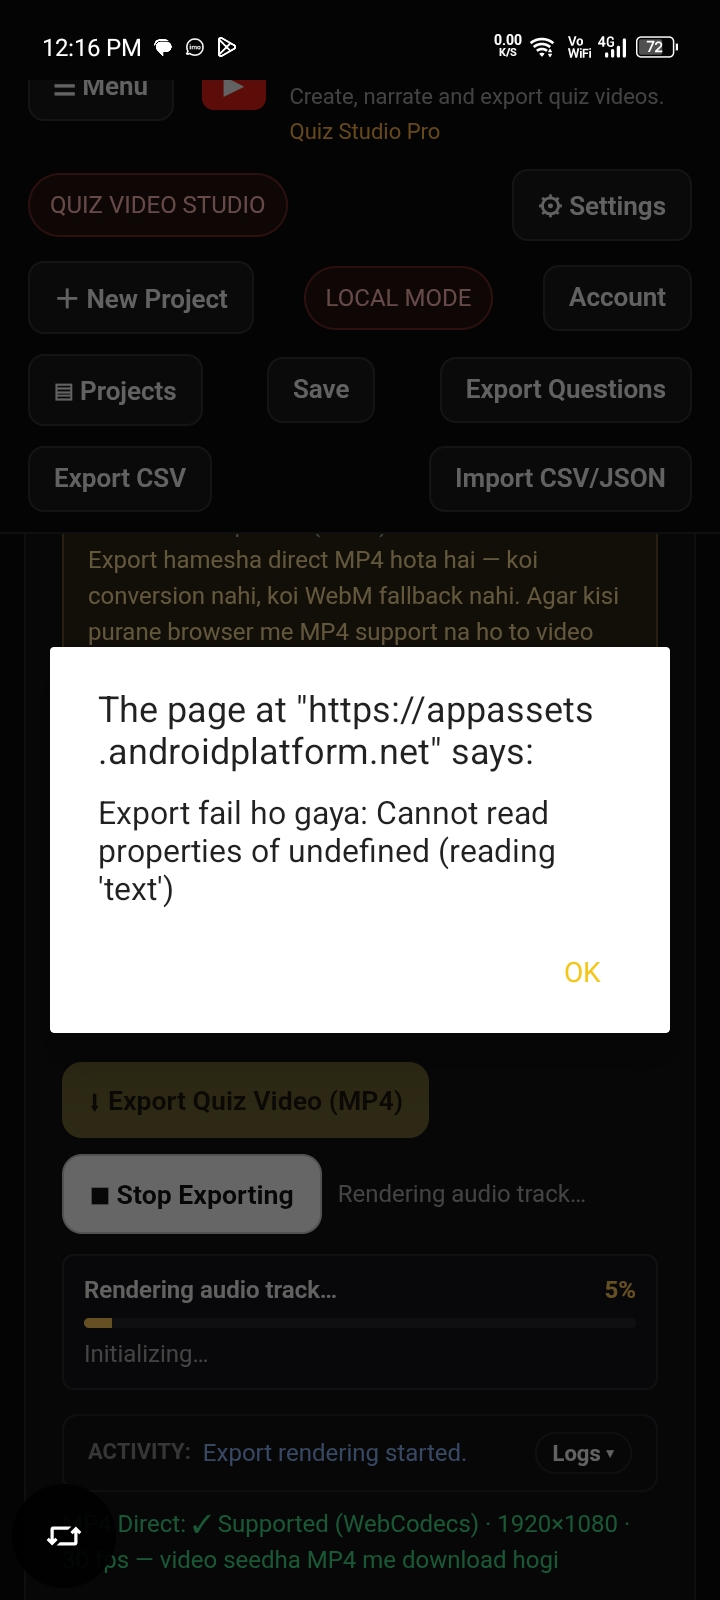 12:16 PM
0.00
K/S
Vo
WiFi
4G
72
☰ Menu
Create, narrate and export quiz videos.
Quiz Studio Pro
QUIZ VIDEO STUDIO
⚙ Settings
+ New Project
LOCAL MODE
Account
▤ Projects
Save
Export Questions
Export CSV
Import CSV/JSON
Export hamesha direct MP4 hota hai — koi
conversion nahi, koi WebM fallback nahi. Agar kisi
purane browser me MP4 support na ho to video
The page at "https://appassets
.androidplatform.net" says:
Export fail ho gaya: Cannot read
properties of undefined (reading
'text')
OK
⬇ Export Quiz Video (MP4)
■ Stop Exporting
Rendering audio track...
Rendering audio track...
5%
Initializing...
ACTIVITY: Export rendering started.
Logs ▾
MP4 Direct: ✓ Supported (WebCodecs) · 1920×1080 ·
30 fps — video seedha MP4 me download hogi